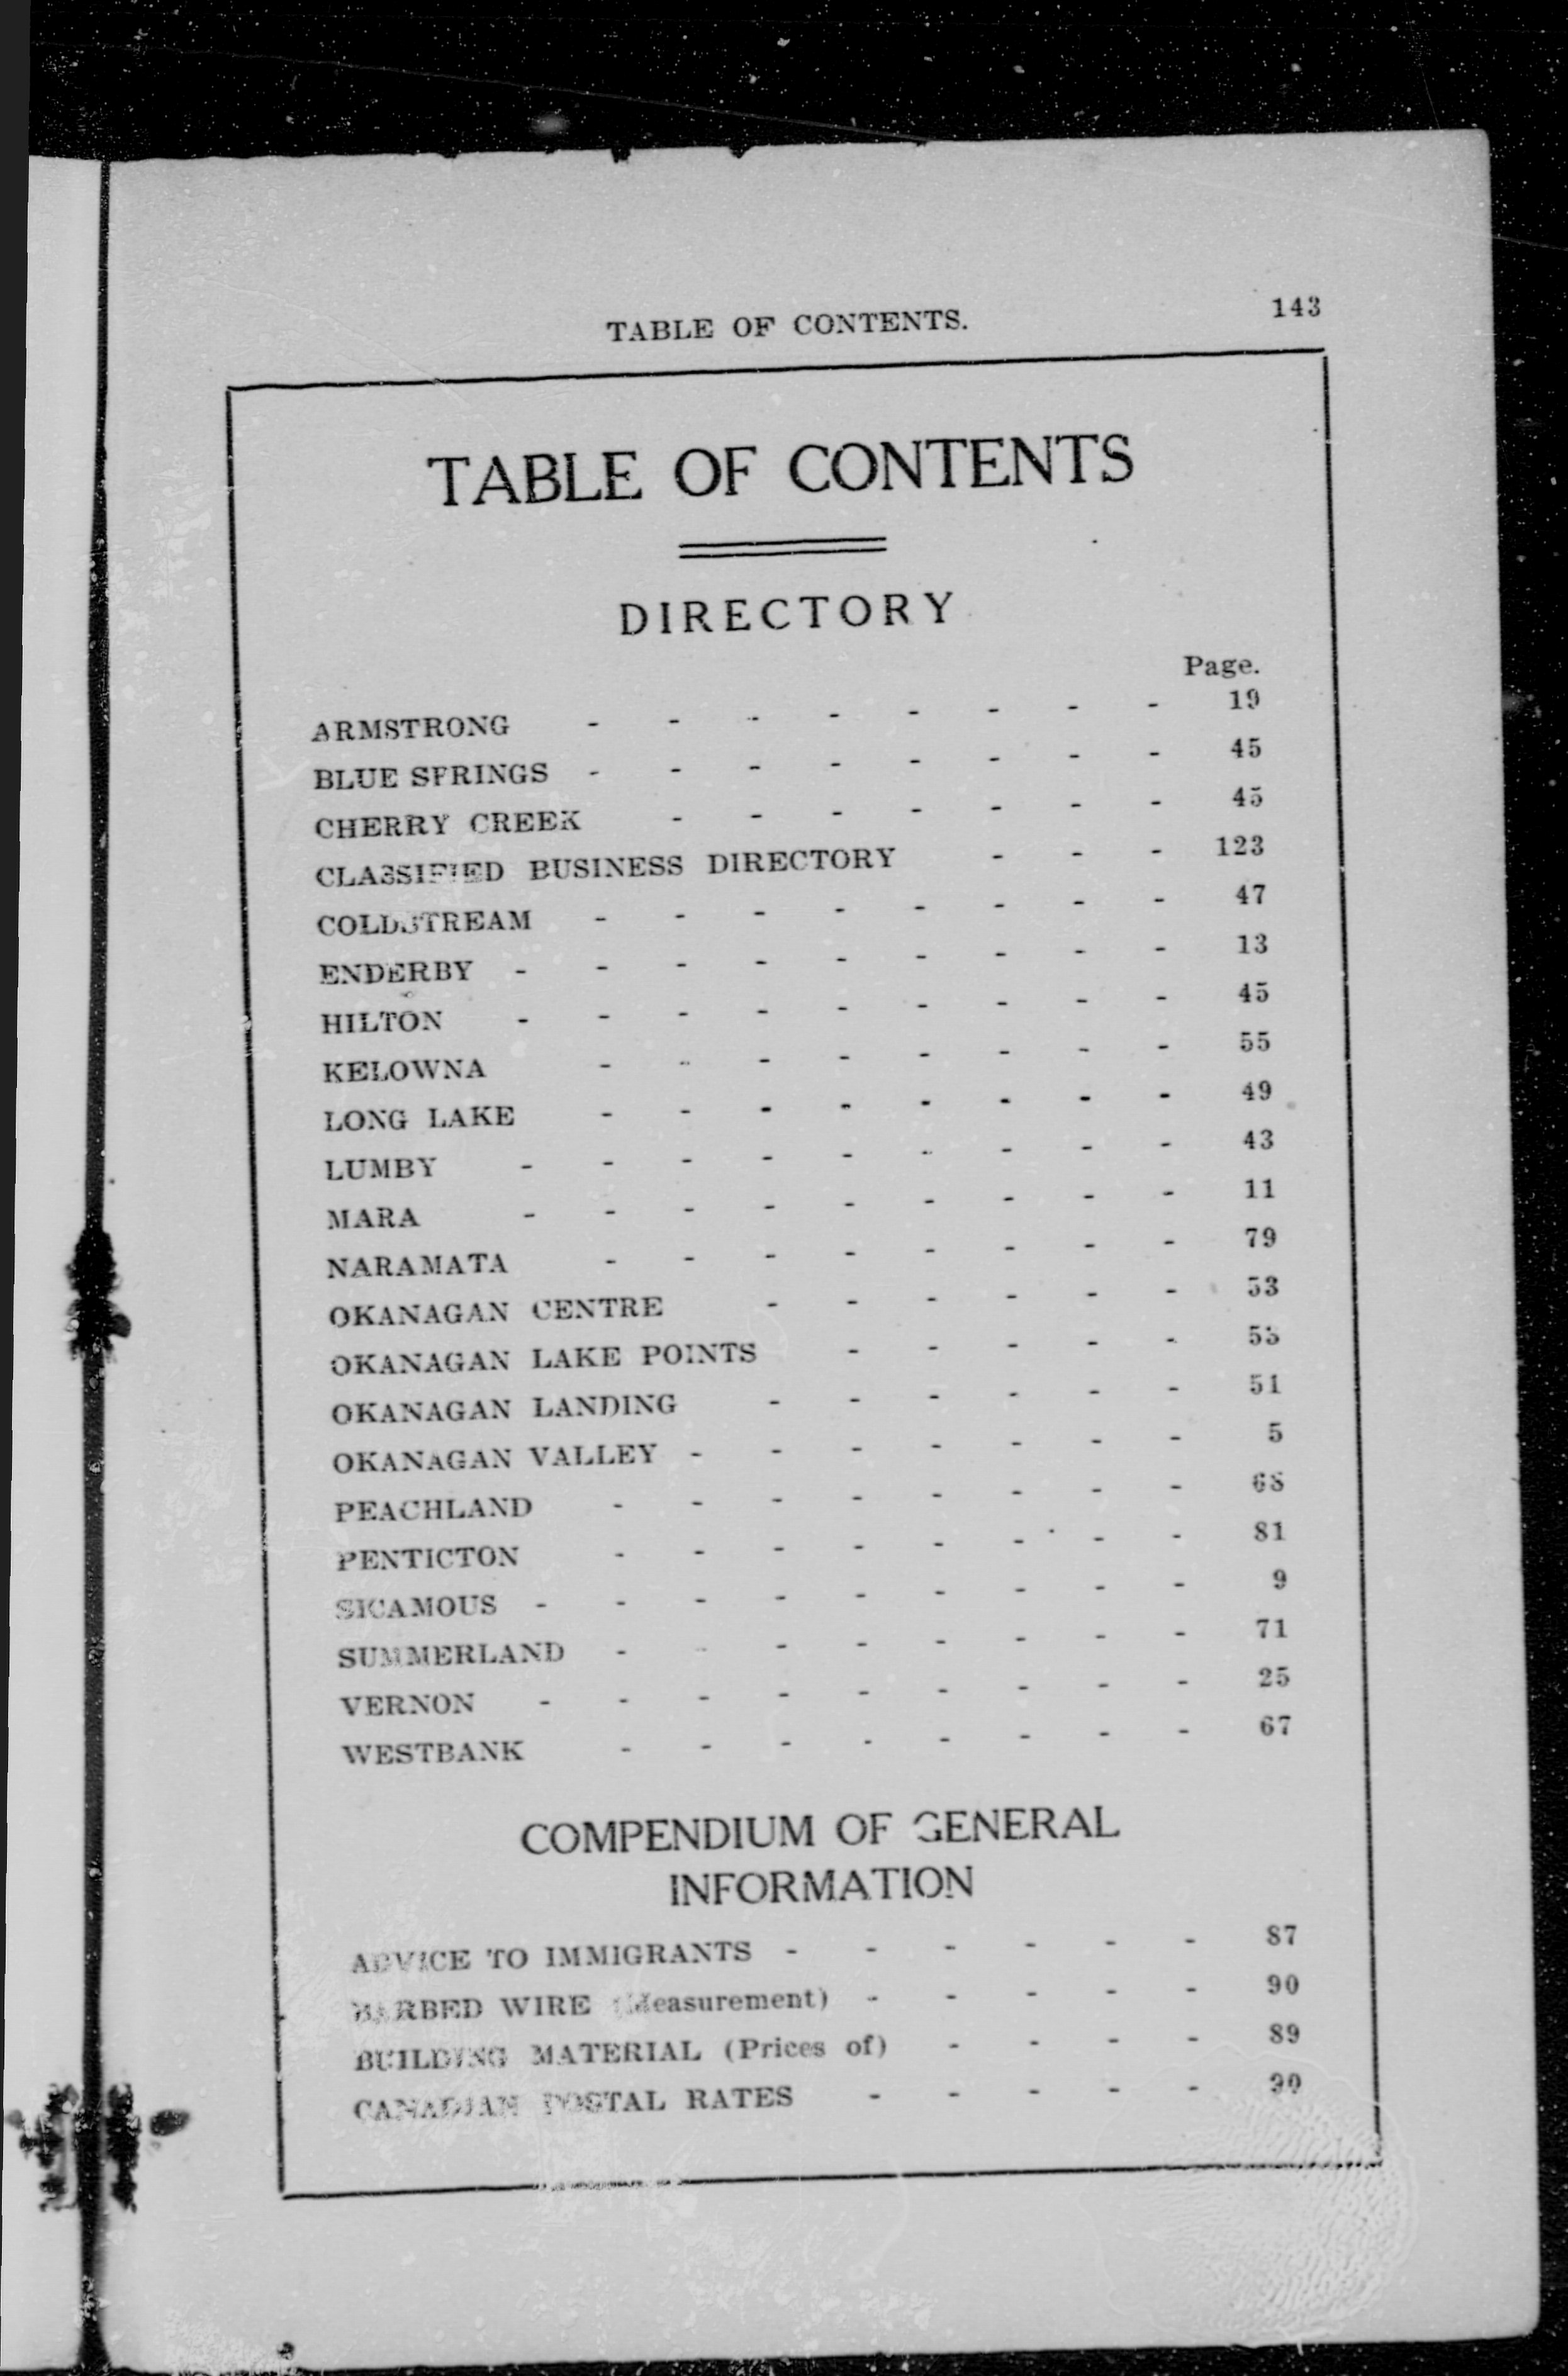 TABLE OF CONTENTS. 143
TABLE OF CONTENTS
DIRECTORY
Page.
ARMSTRONG - - - - - - - - 19
BLUE SPRINGS - - - - - - - - 45
CHERRY CREEK - - - - - - - 45
CLASSIFIED BUSINESS DIRECTORY - - - 123
COLDSTREAM - - - - - - - - 47
ENDERBY - - - - - - - - - 13
HILTON - - - - - - - - - 45
KELOWNA - - - - - - - - 55
LONG LAKE - - - - - - - - 49
LUMBY - - - - - - - - - 43
MARA - - - - - - - - - 11
NARAMATA - - - - - - - - 79
OKANAGAN CENTRE - - - - - - 53
OKANAGAN LAKE POINTS - - - - - 53
OKANAGAN LANDING - - - - - - 51
OKANAGAN VALLEY - - - - - - - 5
PEACHLAND - - - - - - - - 68
PENTICTON - - - - - - - - 81
SICAMOUS - - - - - - - - - 9
SUMMERLAND - - - - - - - - 71
VERNON - - - - - - - - - 25
WESTBANK - - - - - - - - 67
COMPENDIUM OF GENERAL
INFORMATION
ADVICE TO IMMIGRANTS - - - - - - 87
BARBED WIRE (Measurement) - - - - - 90
BUILDING MATERIAL (Prices of) - - - - 89
CANADIAN POSTAL RATES - - - - - 90